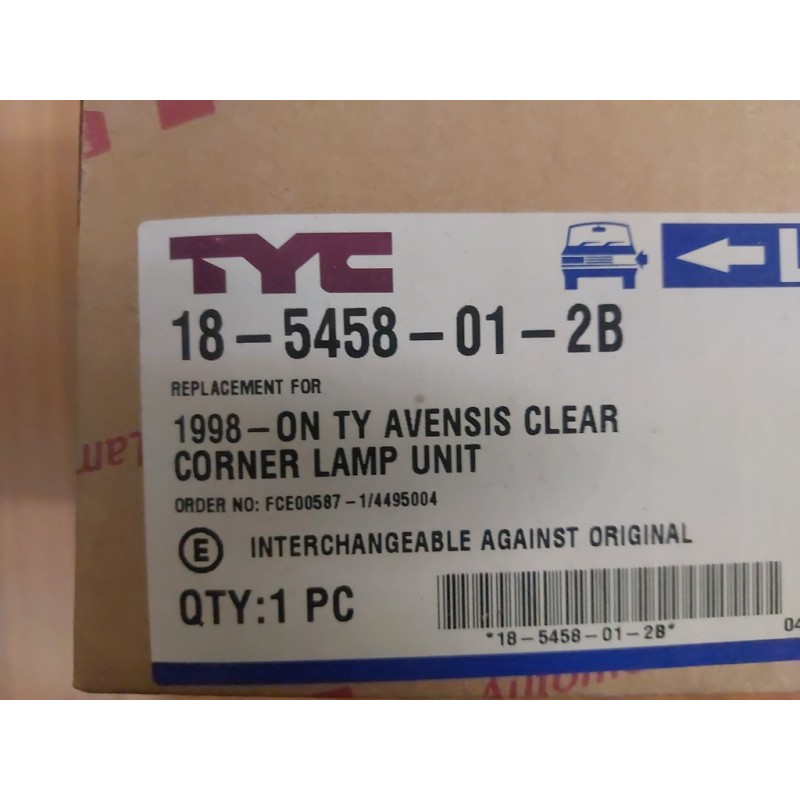 TYC
L
18-5458-01-2B
REPLACEMENT FOR
1998-ON TY AVENSIS CLEAR
CORNER LAMP UNIT
ORDER NO: FCE00587-1/4495004
E INTERCHANGEABLE AGAINST ORIGINAL
QTY:1 PC
*18-5458-01-2B*
04